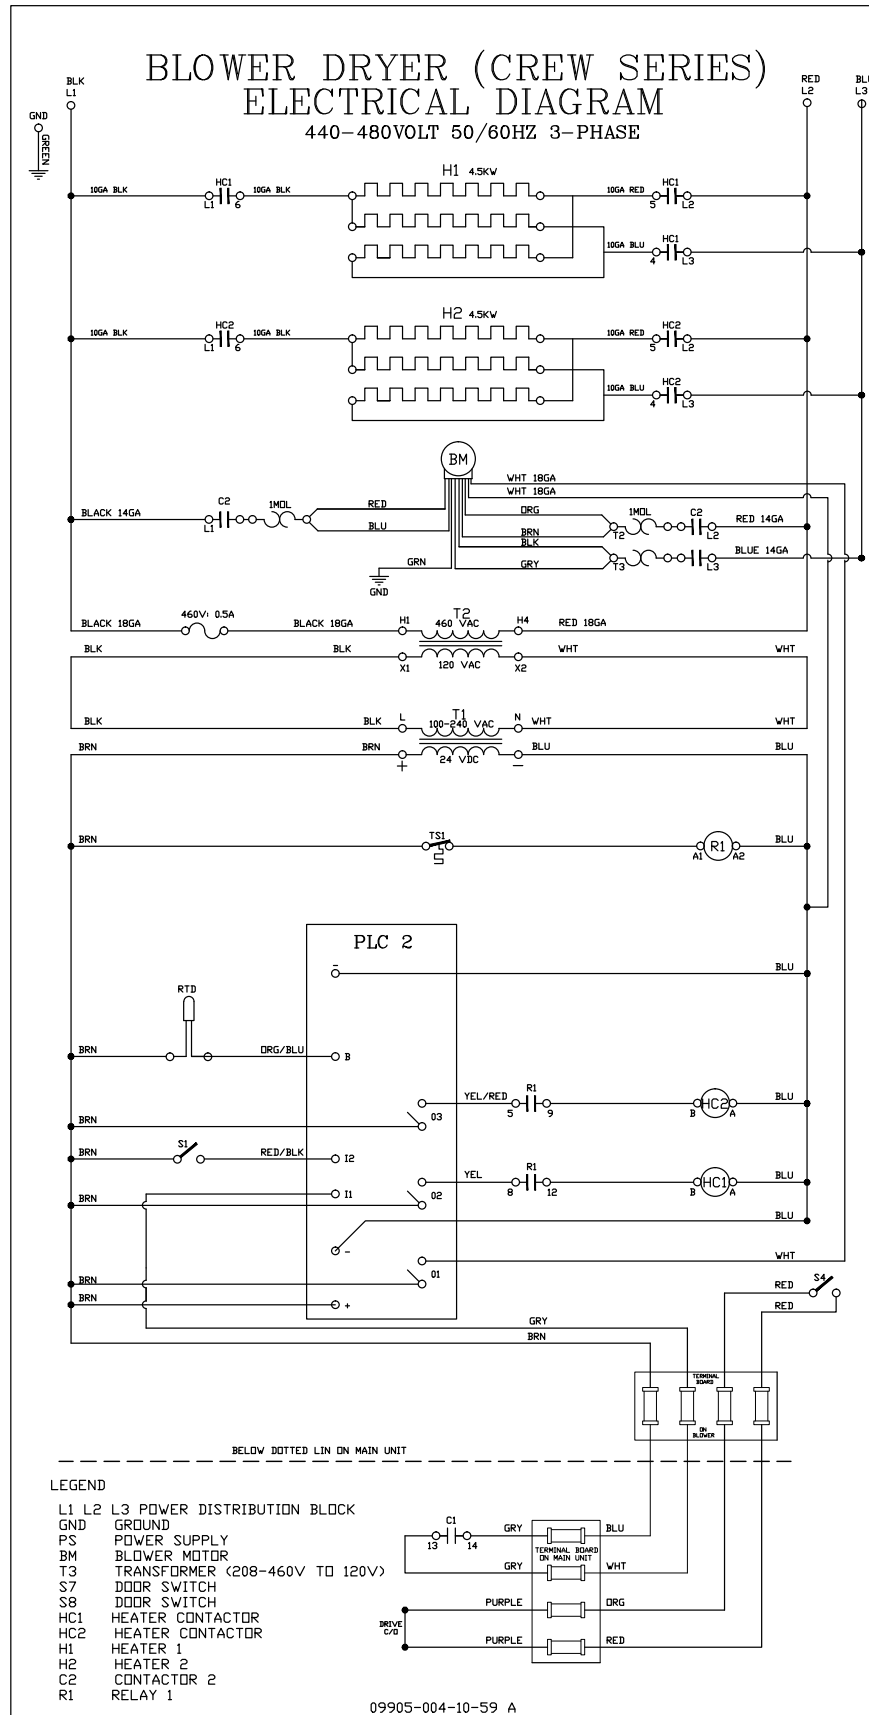 BLOWER DRYER (CREW SERIES)
ELECTRICAL DIAGRAM
440-480VOLT 50/60HZ 3-PHASE
BLK
L1
RED
L2
BLU
L3
GND
GREEN
H1 4.5KW
10GA BLK
HC1
L1 6
10GA BLK
10GA RED
HC1
5 L2
10GA BLU
HC1
4 L3
H2 4.5KW
10GA BLK
HC2
L1 6
10GA BLK
10GA RED
HC2
5 L2
10GA BLU
HC2
4 L3
BM
WHT 18GA
WHT 18GA
BLACK 14GA
C2
L1
1MOL
RED
BLU
ORG
BRN
BLK
GRY
1MOL
T2
C2
L2
RED 14GA
T3
L3
BLUE 14GA
GRN
GND
BLACK 18GA
460V: 0.5A
BLACK 18GA
H1
T2
460 VAC
H4
RED 18GA
BLK
BLK
X1
120 VAC
X2
WHT
WHT
BLK
BLK
L
T1
100-240 VAC
N
WHT
WHT
BRN
BRN
+
24 VDC
-
BLU
BLU
BRN
TS1
A1
R1
A2
BLU
PLC 2
-
BLU
RTD
BRN
ORG/BLU
B
YEL/RED
R1
5 9
B
HC2
A
BLU
BRN
03
BRN
S1
RED/BLK
I2
YEL
R1
8 12
B
HC1
A
BLU
I1
BRN
02
BLU
-
WHT
BRN
01
BRN
+
RED
S4
RED
GRY
BRN
TERMINAL
BOARD
ON
BLOWER
BELOW DOTTED LIN ON MAIN UNIT
LEGEND
L1 L2 L3 POWER DISTRIBUTION BLOCK
GND GROUND
PS POWER SUPPLY
BM BLOWER MOTOR
T3 TRANSFORMER (208-460V TO 120V)
S7 DOOR SWITCH
S8 DOOR SWITCH
HC1 HEATER CONTACTOR
HC2 HEATER CONTACTOR
H1 HEATER 1
H2 HEATER 2
C2 CONTACTOR 2
R1 RELAY 1
C1
13 14
GRY
BLU
TERMINAL BOARD
ON MAIN UNIT
GRY
WHT
PURPLE
ORG
DRIVE
C/O
PURPLE
RED
09905-004-10-59 A